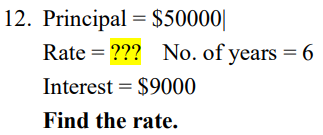 12. Principal = $50000
Rate = ??? No. of years = 6
Interest = $9000
Find the rate.